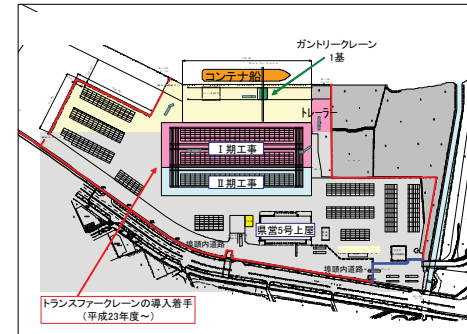 ガントリークレーン
1基
コンテナ船
トレーラー
Ⅰ期工事
Ⅱ期工事
県営5号上屋
埠頭内道路
埠頭内道路
トランスファークレーンの導入着手
(平成23年度~)